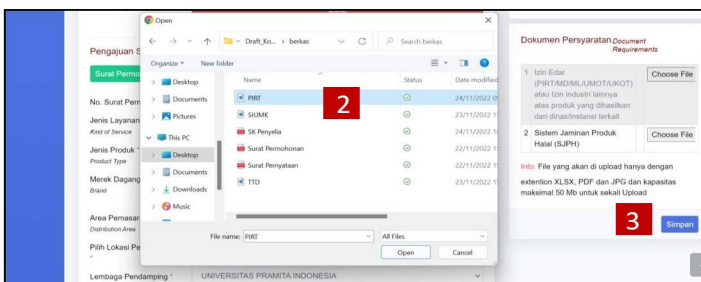 Open
Draft_Ko... > berkas
Search berkas
Organize
New folder
Name
Status
Date modified
Desktop
Documents
Pictures
This PC
Desktop
Documents
Downloads
Music
PIRT
24/11/2022
SIUMK
23/11/2022
SK Penyelia
24/11/2022
Surat Permohonan
22/11/2022
Surat Pernyataan
22/11/2022
TTD
23/11/2022
2
File name:
PIRT
All Files
Open
Cancel
Pengajuan S
Surat Permo
No. Surat Perm
Jenis Layanan
Kind of Service
Jenis Produk *
Product Type
Merek Dagang
Brand
Area Pemasar
Distribution Area
Pilih Lokasi Pe
*
Lembaga Pendamping *
UNIVERSITAS PRAMITA INDONESIA
Dokumen Persyaratan Document
Requirements
1 Izin Edar
(PIRT/MD/ML/UMOT/UKOT)
atau Izin industri lainnya
atas produk yang dihasilkan
dari dinas/instansi terkait
Choose File
2 Sistem Jaminan Produk
Halal (SJPH)
Choose File
Info: File yang akan di upload hanya dengan
extention XLSX, PDF dan JPG dan kapasitas
maksimal 50 Mb untuk sekali Upload
3
Simpan